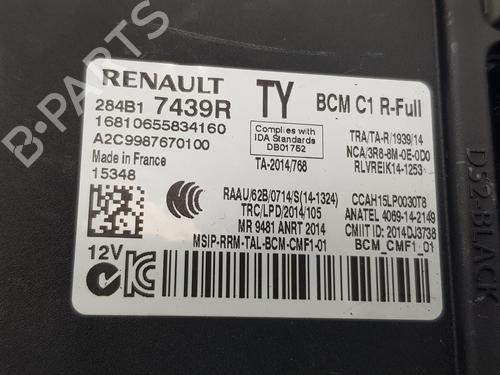 B-PARTS
RENAULT
284B1 7439R
16810655834160
A2C9987670100
Made in France
15348
12V
TY
Complies with
IDA Standards
DB01752
TA-2014/768
RAAU/62B/0714/S(14-1324)
TRC/LPD/2014/105
MR 9481 ANRT 2014
MSIP-RRM-TAL-BCM-CMF1-01
BCM C1 R-Full
TRA/TA-R/1939/14
NCA/3R8-8M-0E-0D0
RLVREIK14-1253
CCAH15LP0030T8
ANATEL 4069-14-2149
CMIIT ID: 2014DJ3736
BCM_CMF1_01
DS2-BLACK